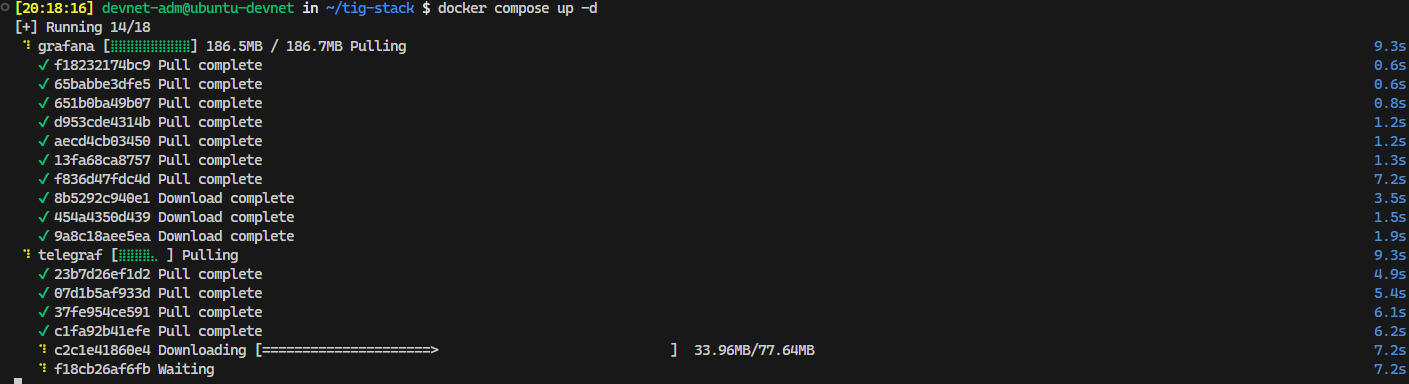 [20:18:16] devnet-adm@ubuntu-devnet in ~/tig-stack $ docker compose up -d
[+] Running 14/18
⠹ grafana [⣿⣿⣿⣿⣿⣿⣿⣿⣿⣿] 186.5MB / 186.7MB Pulling 9.3s
✓ f18232174bc9 Pull complete 0.6s
✓ 65babbe3dfe5 Pull complete 0.6s
✓ 651b0ba49b07 Pull complete 0.8s
✓ d953cde4314b Pull complete 1.2s
✓ aecd4cb03450 Pull complete 1.2s
✓ 13fa68ca8757 Pull complete 1.3s
✓ f836d47fdc4d Pull complete 7.2s
✓ 8b5292c940e1 Download complete 3.5s
✓ 454a4350d439 Download complete 1.5s
✓ 9a8c18aee5ea Download complete 1.9s
⠹ telegraf [⣿⣿⣿⣿⣄ ] Pulling 9.3s
✓ 23b7d26ef1d2 Pull complete 4.9s
✓ 07d1b5af933d Pull complete 5.4s
✓ 37fe954ce591 Pull complete 6.1s
✓ c1fa92b41efe Pull complete 6.2s
⠹ c2c1e41860e4 Downloading [=====================> ] 33.96MB/77.64MB 7.2s
⠹ f18cb26af6fb Waiting 7.2s